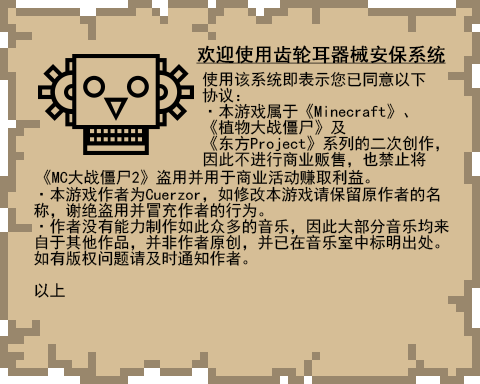 欢迎使用齿轮耳器械安保系统
使用该系统即表示您已同意以下
协议：
·本游戏属于《Minecraft》、
《植物大战僵尸》及
《东方Project》系列的二次创作，
因此不进行商业贩售，也禁止将
《MC大战僵尸2》盗用并用于商业活动赚取利益。
·本游戏作者为Cuerzor，如修改本游戏请保留原作者的名
称，谢绝盗用并冒充作者的行为。
·作者没有能力制作如此众多的音乐，因此大部分音乐均来
自于其他作品，并非作者原创，并已在音乐室中标明出处。
如有版权问题请及时通知作者。
以上